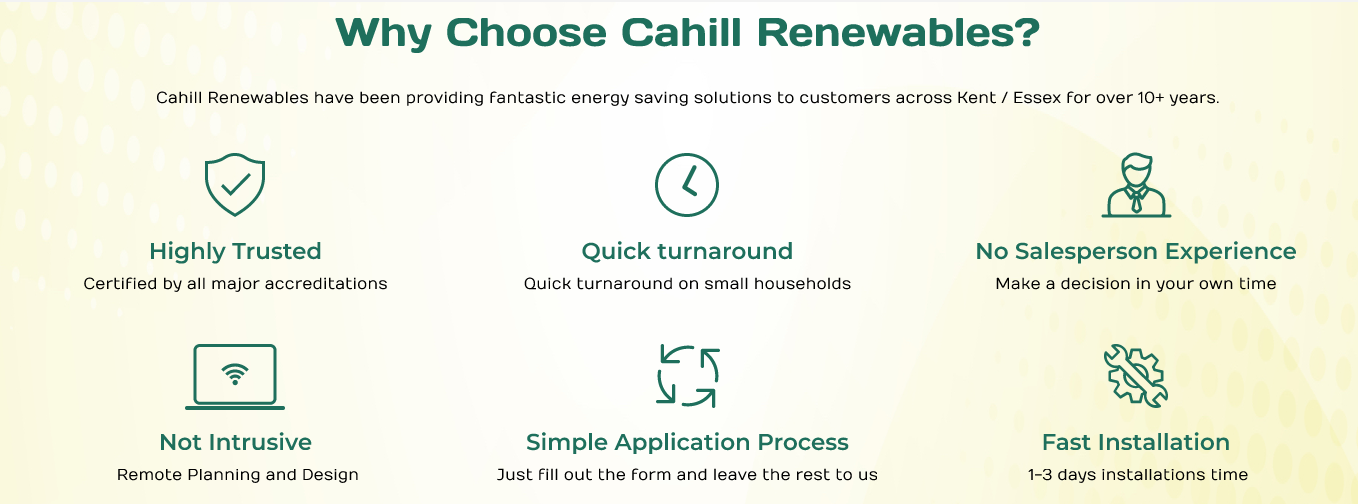 Why Choose Cahill Renewables?
Cahill Renewables have been providing fantastic energy saving solutions to customers across Kent / Essex for over 10+ years.
Highly Trusted
Certified by all major accreditations
Quick turnaround
Quick turnaround on small households
No Salesperson Experience
Make a decision in your own time
Not Intrusive
Remote Planning and Design
Simple Application Process
Just fill out the form and leave the rest to us
Fast Installation
1-3 days installations time